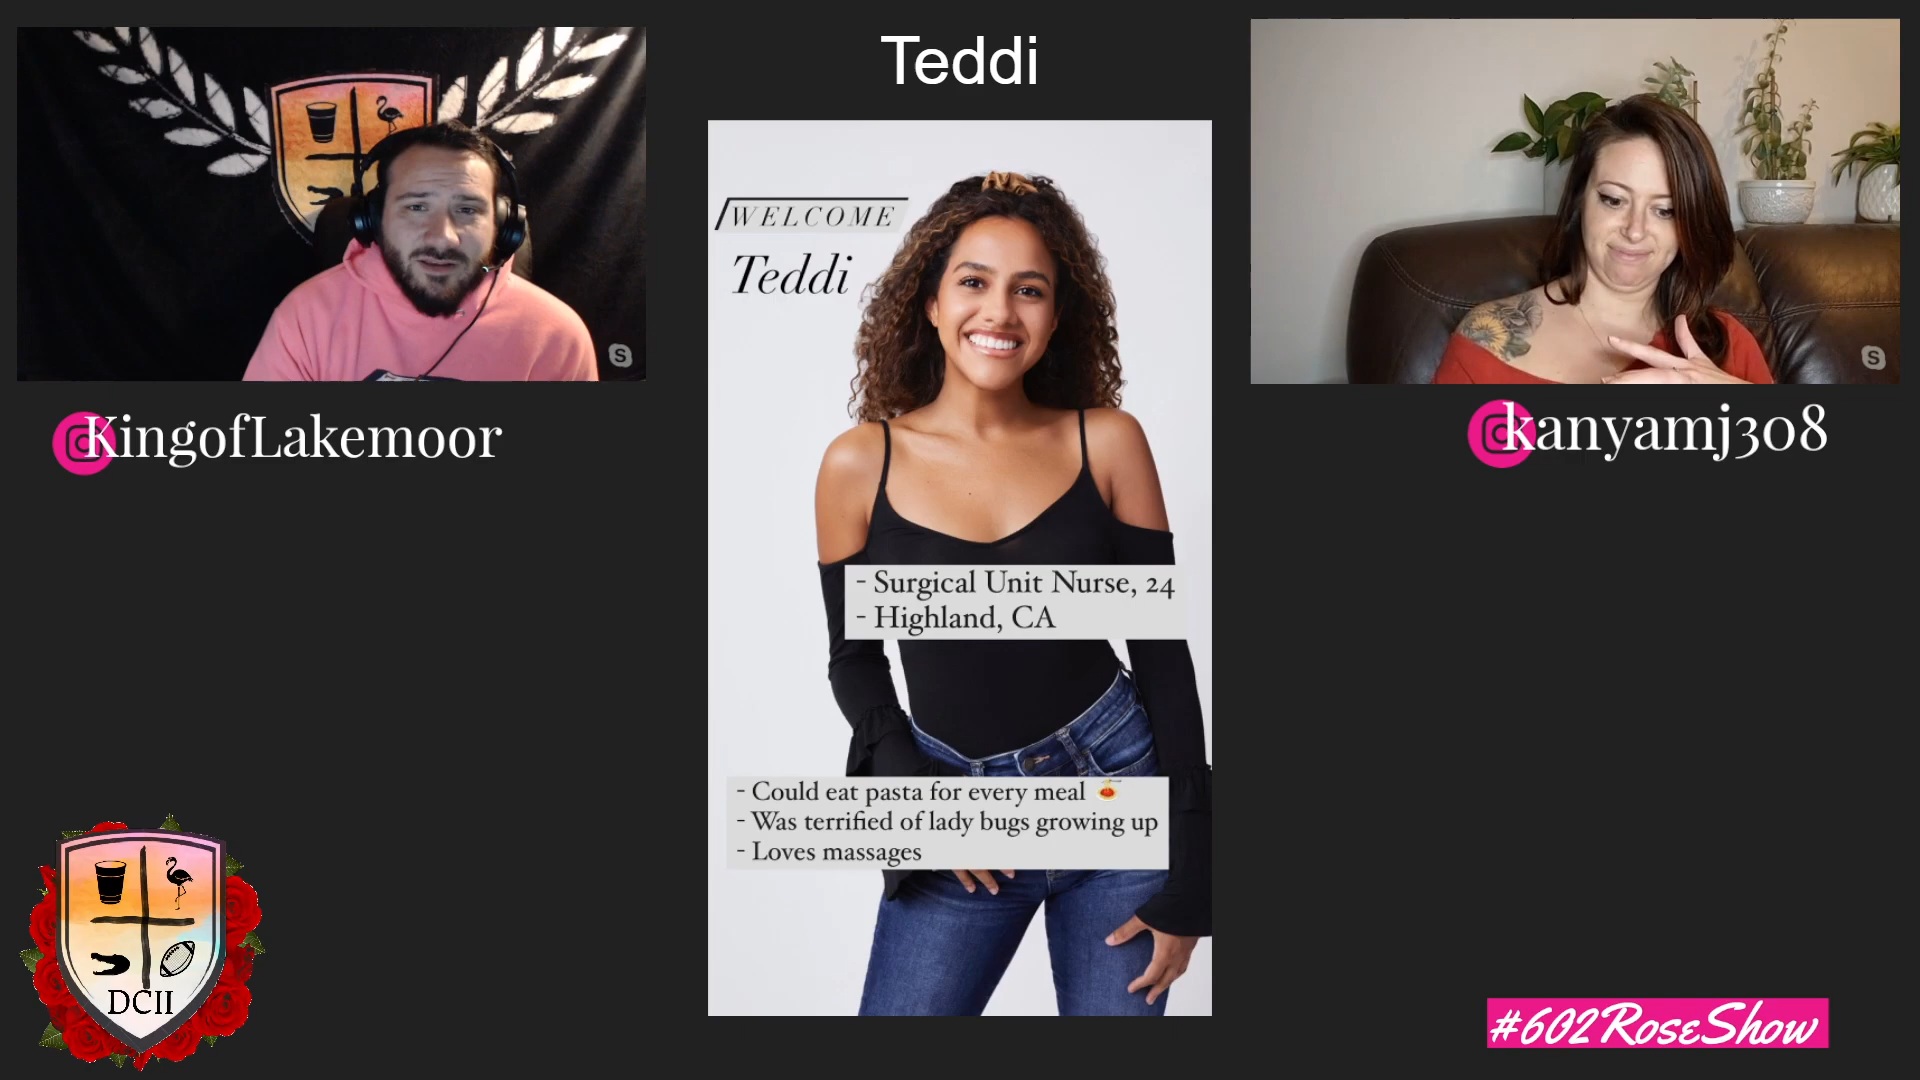 Teddi
WELCOME
Teddi
- Surgical Unit Nurse, 24
- Highland, CA
- Could eat pasta for every meal 🍝
- Was terrified of lady bugs growing up
- Loves massages
KingofLakemoor
kanyamj308
S
S
DCII
#602RoseShow